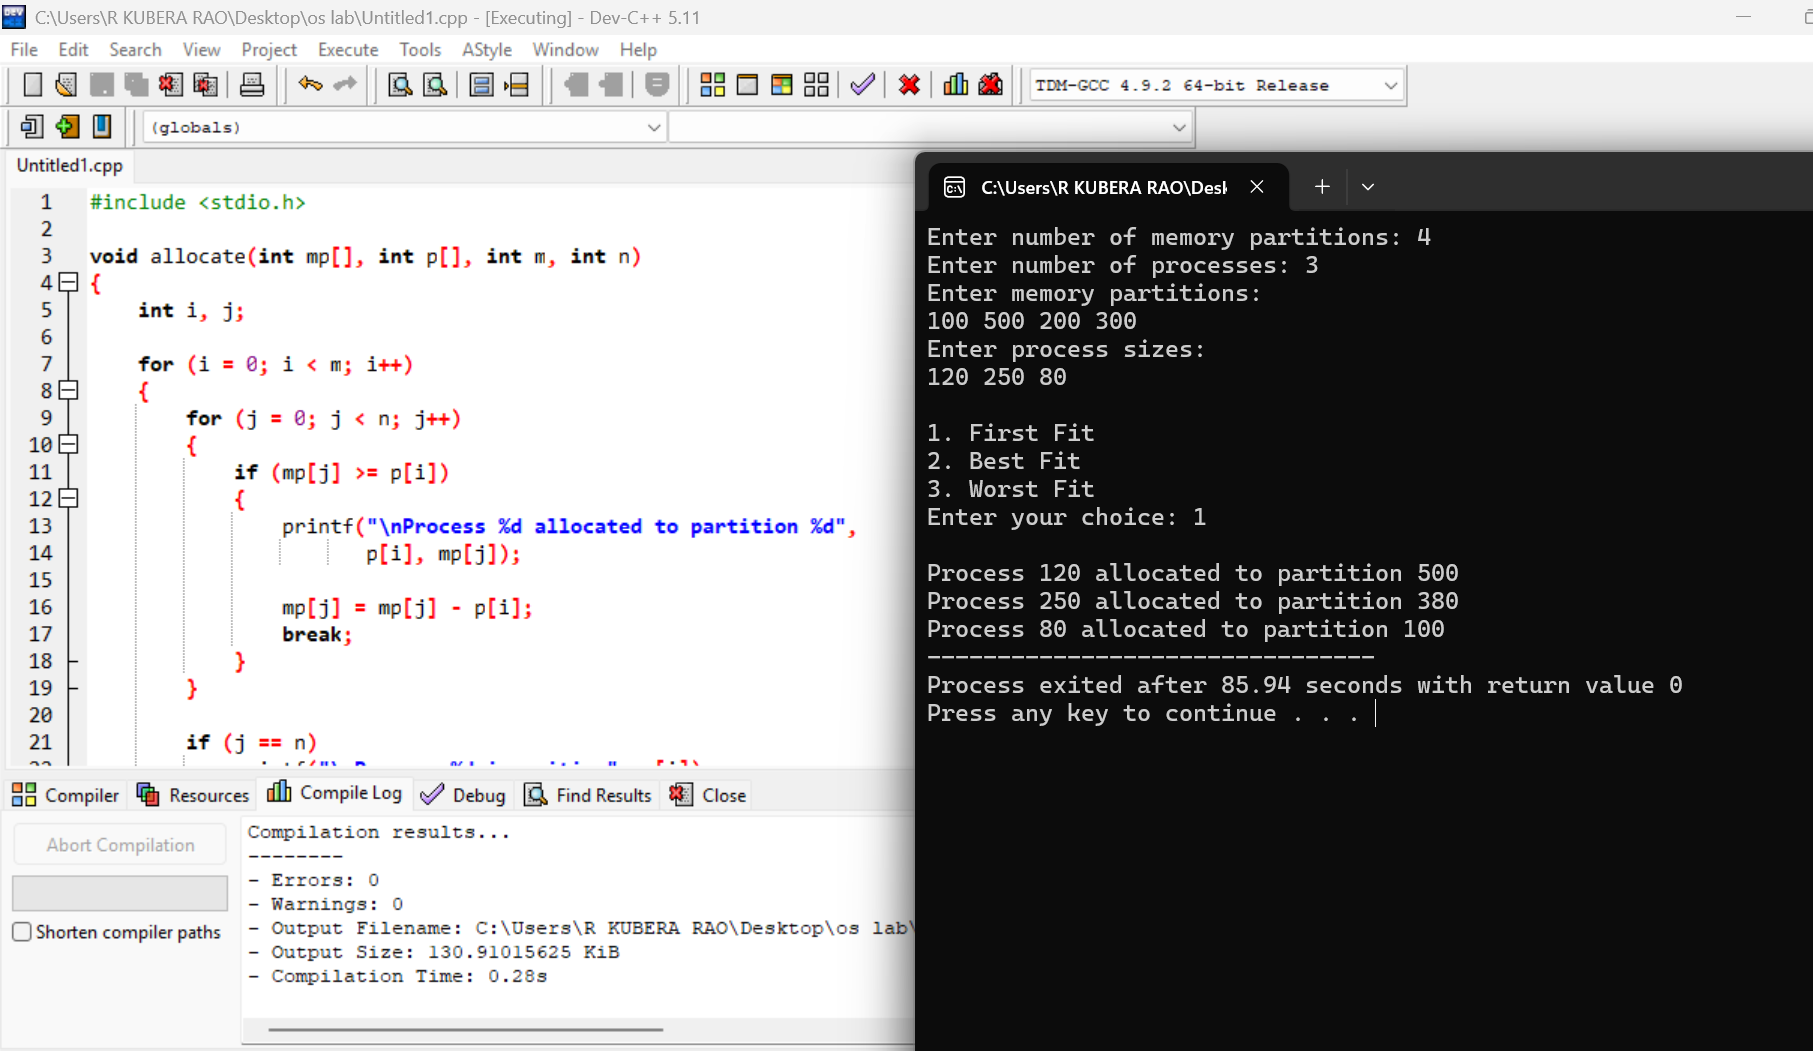 C:\Users\R KUBERA RAO\Desktop\os lab\Untitled1.cpp - [Executing] - Dev-C++ 5.11
File Edit Search View Project Execute Tools AStyle Window Help
TDM-GCC 4.9.2 64-bit Release
(globals)
Untitled1.cpp
1 #include <stdio.h>
2
3 void allocate(int mp[], int p[], int m, int n)
4 {
5 int i, j;
6
7 for (i = 0; i < m; i++)
8 {
9 for (j = 0; j < n; j++)
10 {
11 if (mp[j] >= p[i])
12 {
13 printf("\nProcess %d allocated to partition %d",
14 p[i], mp[j]);
15
16 mp[j] = mp[j] - p[i];
17 break;
18 }
19 }
20
21 if (j == n)
Compiler Resources Compile Log Debug Find Results Close
Abort Compilation
Shorten compiler paths
Compilation results...
--------
- Errors: 0
- Warnings: 0
- Output Filename: C:\Users\R KUBERA RAO\Desktop\os lab\
- Output Size: 130.91015625 KiB
- Compilation Time: 0.28s
C:\Users\R KUBERA RAO\Desk
Enter number of memory partitions: 4
Enter number of processes: 3
Enter memory partitions:
100 500 200 300
Enter process sizes:
120 250 80
1. First Fit
2. Best Fit
3. Worst Fit
Enter your choice: 1
Process 120 allocated to partition 500
Process 250 allocated to partition 380
Process 80 allocated to partition 100
--------------------------------
Process exited after 85.94 seconds with return value 0
Press any key to continue . . .